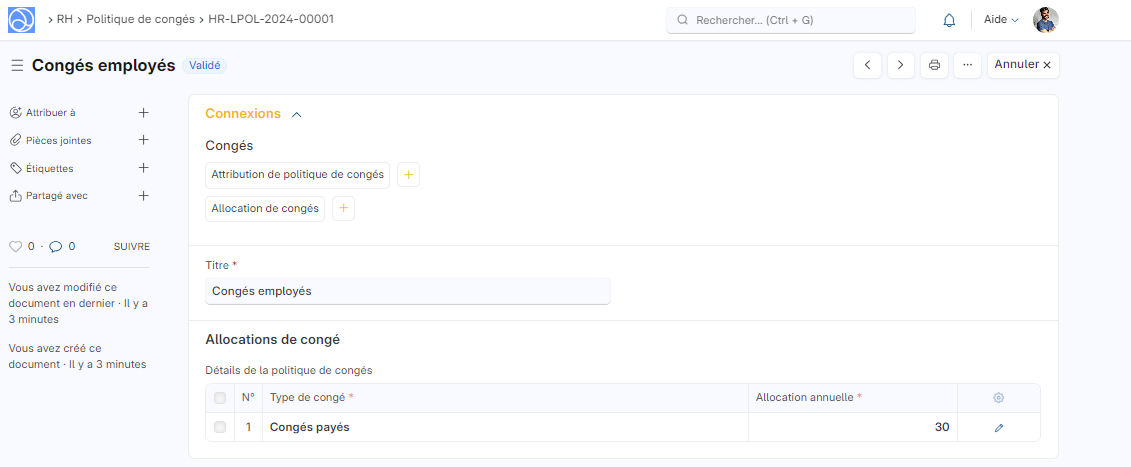 RH
Politique de congés
HR-LPOL-2024-00001
Rechercher... (Ctrl + G)
Aide
Congés employés
Validé
Annuler
Attribuer à
Pièces jointes
Étiquettes
Partagé avec
0 · 0 SUIVRE
Vous avez modifié ce
document en dernier · Il y a
3 minutes
Vous avez créé ce
document · Il y a 3 minutes
Connexions
Congés
Attribution de politique de congés
Allocation de congés
Titre *
Congés employés
Allocations de congé
Détails de la politique de congés
N° Type de congé * Allocation annuelle *
1 Congés payés 30